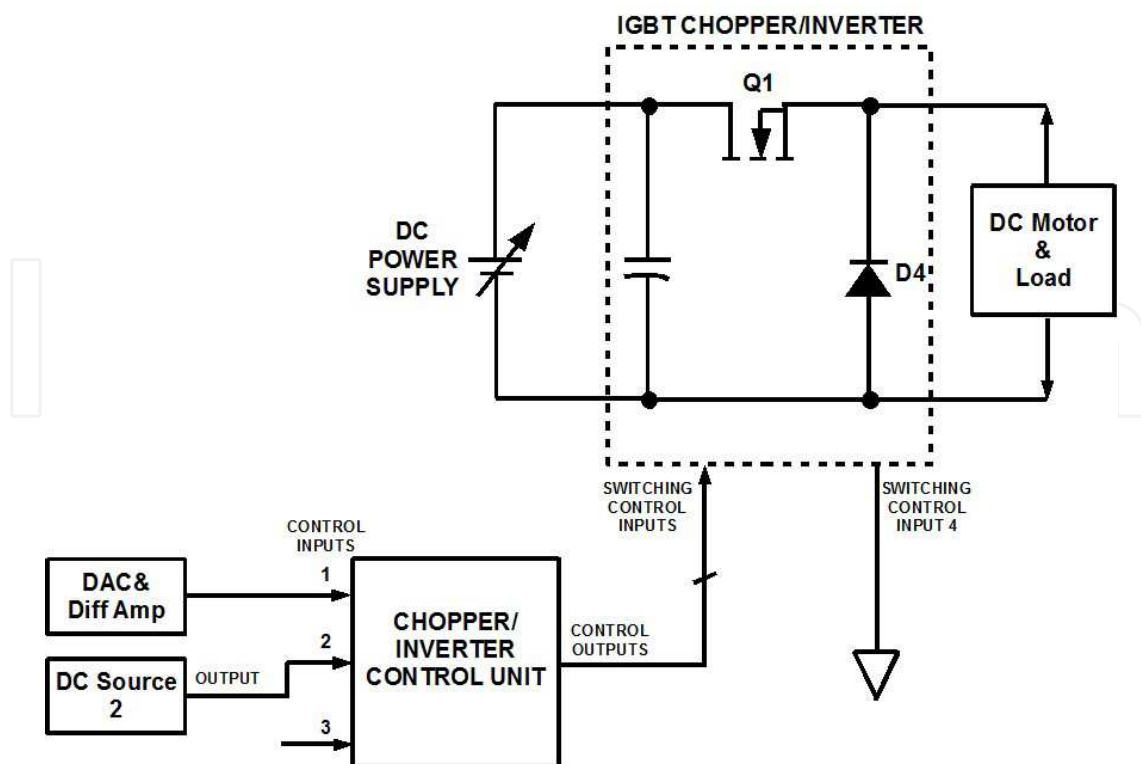 IGBT CHOPPER/INVERTER
Q1
DC
POWER
SUPPLY
D4
DC Motor
&
Load
SWITCHING
CONTROL
INPUTS
SWITCHING
CONTROL
INPUT 4
CONTROL
INPUTS
DAC&
Diff Amp
1
CHOPPER/
INVERTER
CONTROL UNIT
CONTROL
OUTPUTS
DC Source
2
OUTPUT
2
3